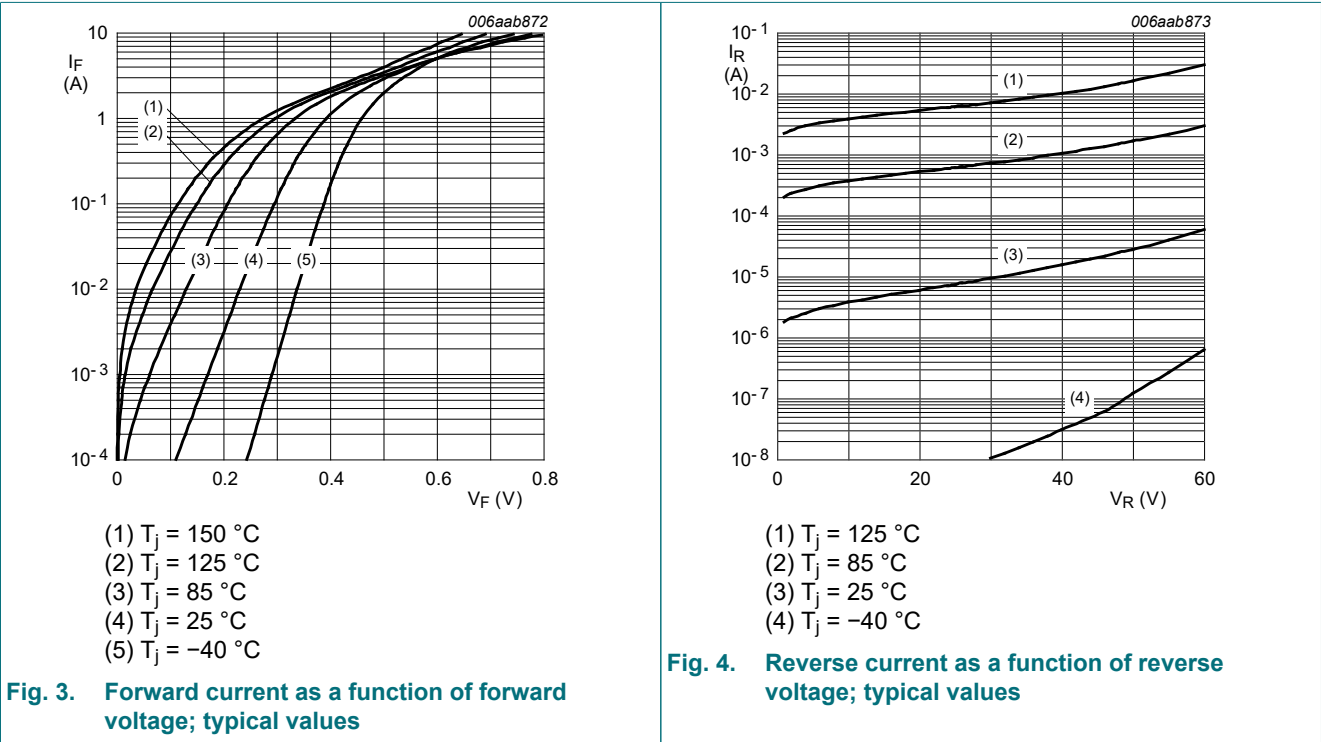 006aab872
10
I_F
(A)
(1)
(2)
1
10^-1
(3) (4) (5)
10^-2
10^-3
10^-4
0 0.2 0.4 0.6 0.8
V_F (V)
(1) T_j = 150 °C
(2) T_j = 125 °C
(3) T_j = 85 °C
(4) T_j = 25 °C
(5) T_j = −40 °C
Fig. 3. Forward current as a function of forward
voltage; typical values
006aab873
10^-1
I_R
(A)
(1)
10^-2
(2)
10^-3
10^-4
(3)
10^-5
10^-6
10^-7
(4)
10^-8
0 20 40 60
V_R (V)
(1) T_j = 125 °C
(2) T_j = 85 °C
(3) T_j = 25 °C
(4) T_j = −40 °C
Fig. 4. Reverse current as a function of reverse
voltage; typical values